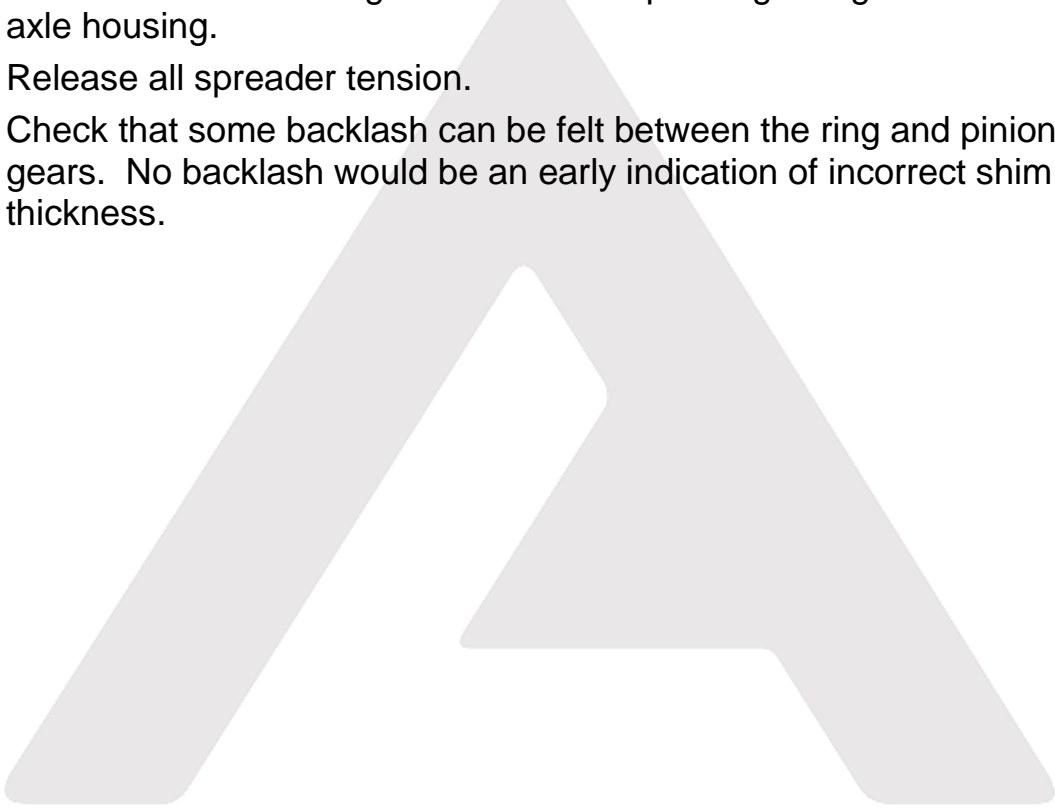 axle housing.
Release all spreader tension.
Check that some backlash can be felt between the ring and pinion
gears.  No backlash would be an early indication of incorrect shim
thickness.